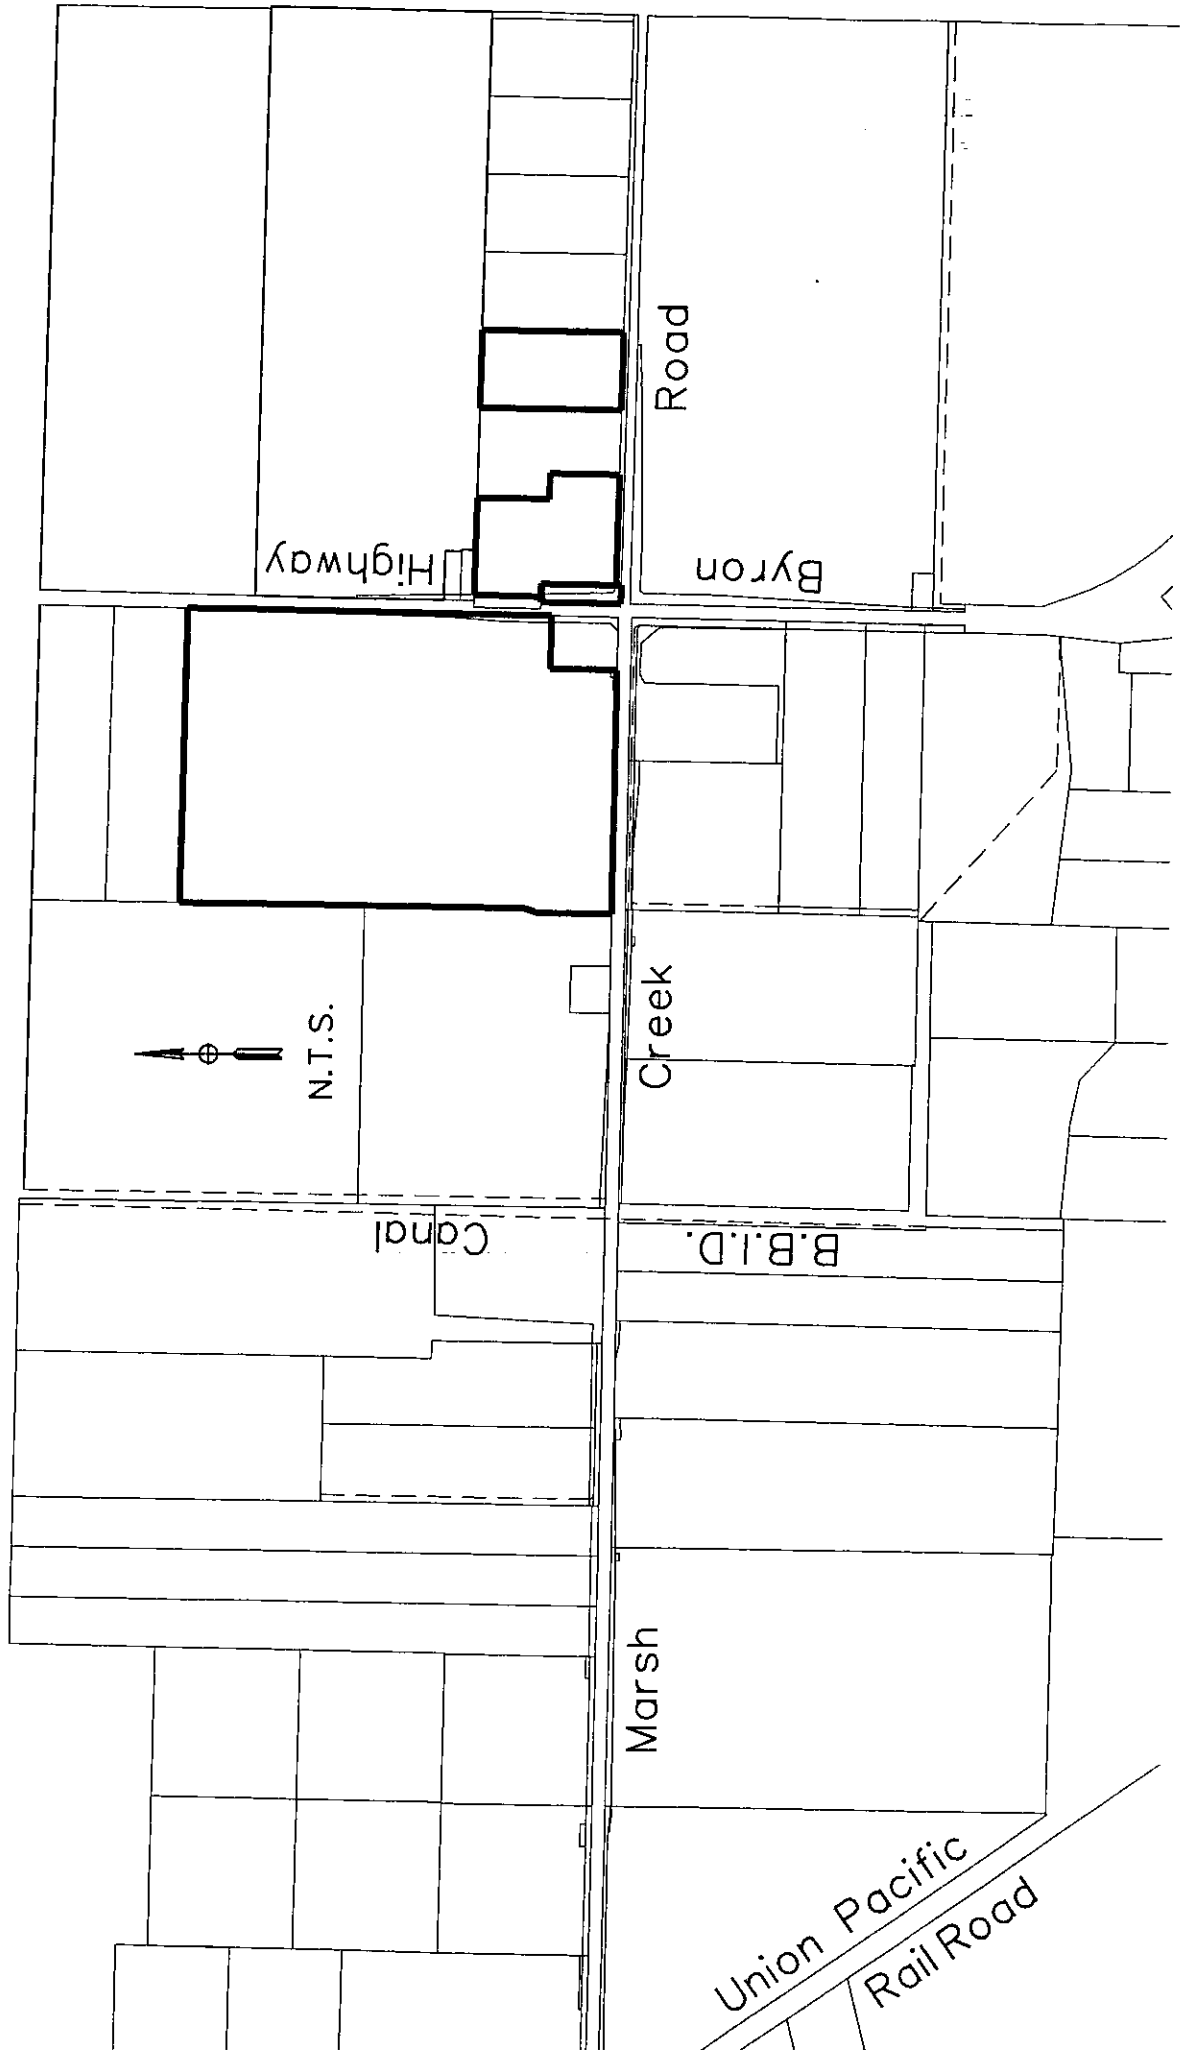 Road
Highway
Byron
N.T.S.
Creek
Canal
B.B.I.D.
Marsh
Union Pacific
Rail Road